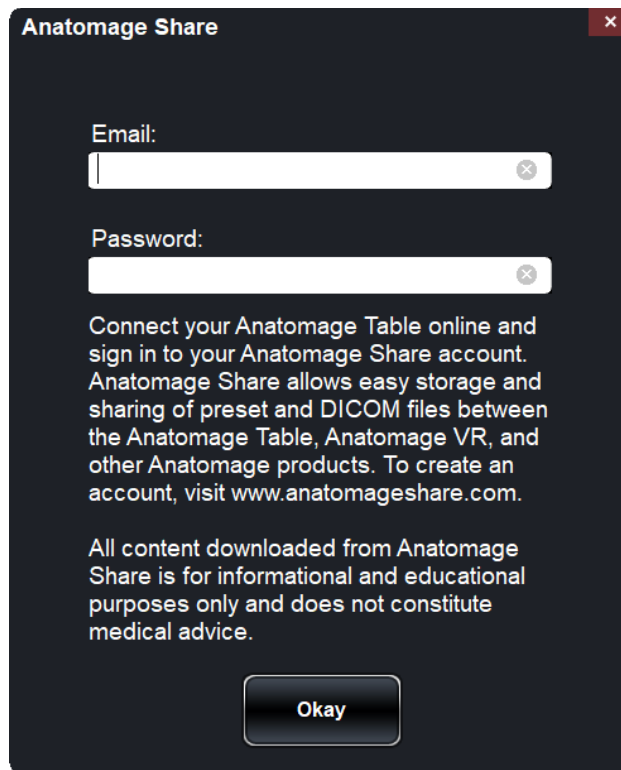 Anatomage Share
Email:
Password:
Connect your Anatomage Table online and
sign in to your Anatomage Share account.
Anatomage Share allows easy storage and
sharing of preset and DICOM files between
the Anatomage Table, Anatomage VR, and
other Anatomage products. To create an
account, visit www.anatomageshare.com.
All content downloaded from Anatomage
Share is for informational and educational
purposes only and does not constitute
medical advice.
Okay